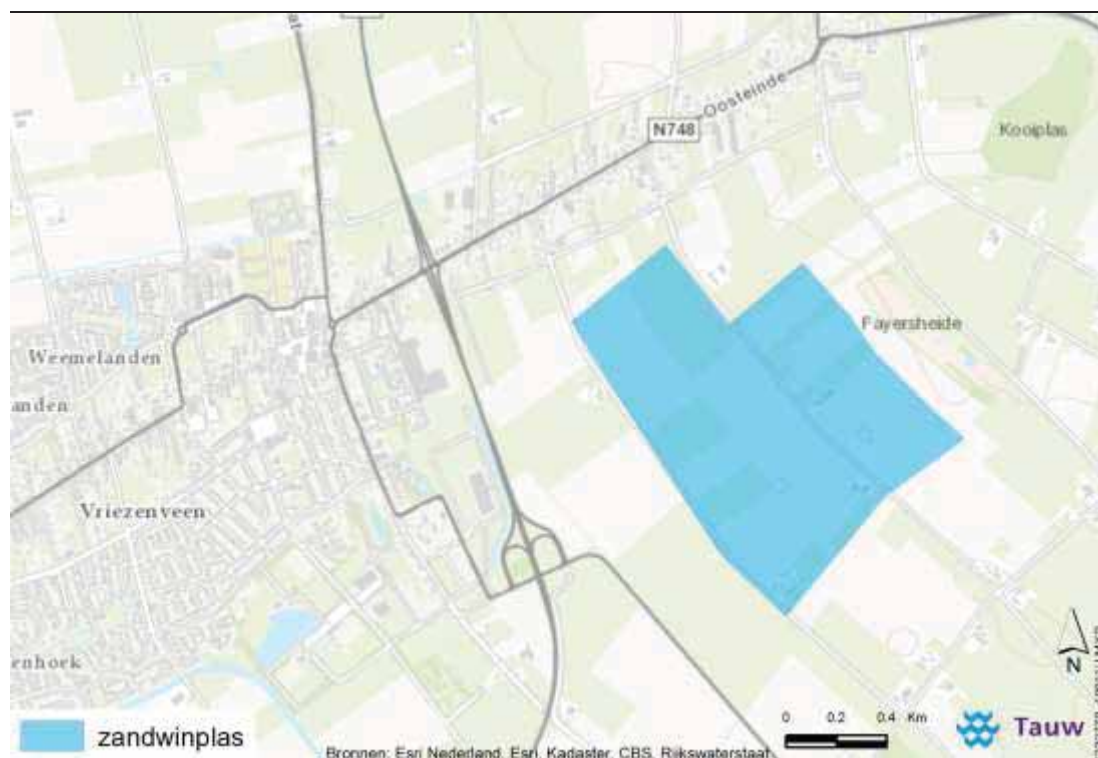 Oosteinde
N748
Kooiplas
Fayersheide
Weemelanden
anden
Vriezenveen
enhoek
N
0 0.2 0.4 Km
zandwinplas
Tauw
Bronnen: Esri Nederland, Esri, Kadaster, CBS, Rijkswaterstaat